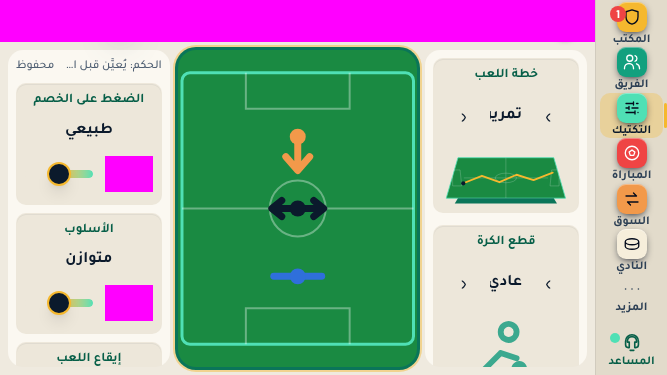 1
المكتب
الفريق
التكتيك
المباراة
السوق
النادي
...
المزيد
المساعد
خطة اللعب
قطع الكرة
عادي
الحكم: يُعيَّن قبل ا...
محفوظ
الضغط على الخصم
طبيعي
الأسلوب
متوازن
إيقاع اللعب